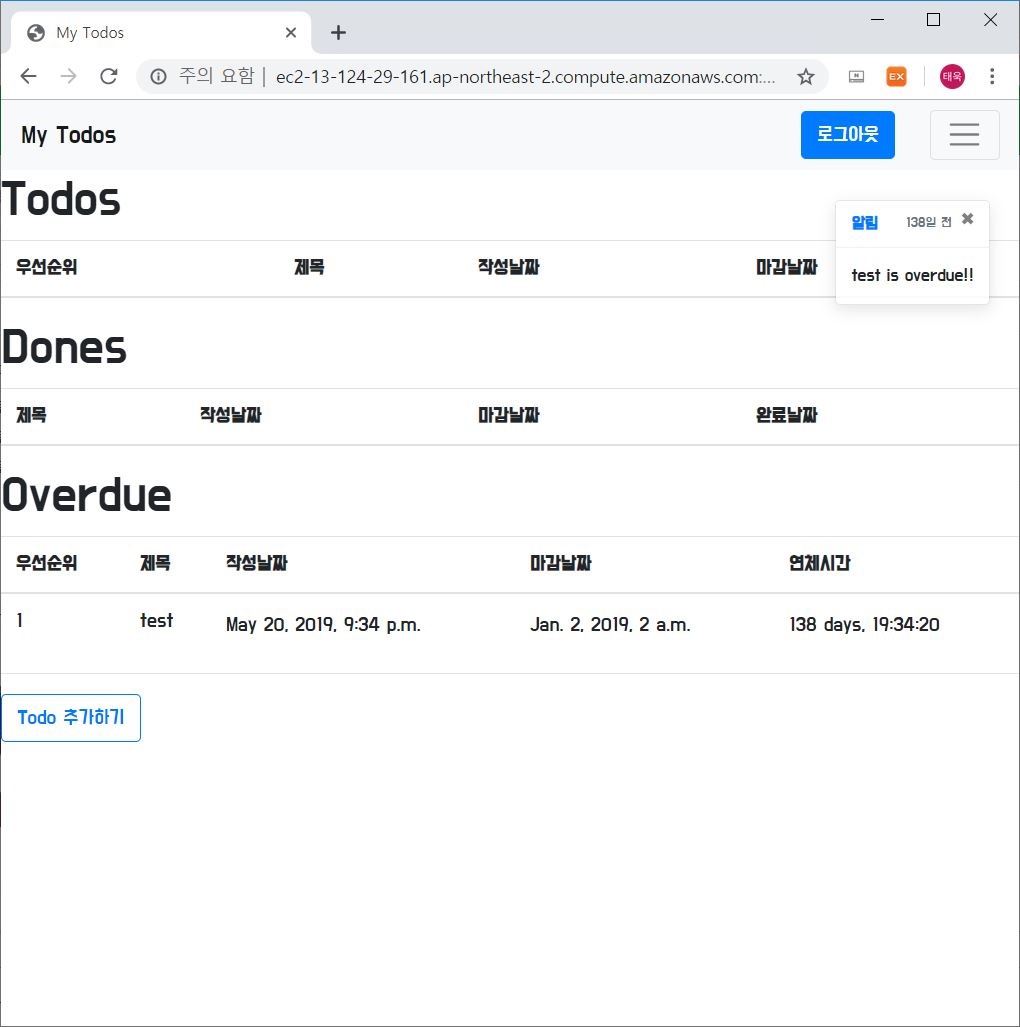 My Todos
주의 요함 | ec2-13-124-29-161.ap-northeast-2.compute.amazonaws.com:...
EX
태욱
My Todos
로그아웃
Todos
알림 138일 전 ✖
test is overdue!!
우선순위 제목 작성날짜 마감날짜
Dones
제목 작성날짜 마감날짜 완료날짜
Overdue
우선순위 제목 작성날짜 마감날짜 연체시간
1 test May 20, 2019, 9:34 p.m. Jan. 2, 2019, 2 a.m. 138 days, 19:34:20
Todo 추가하기